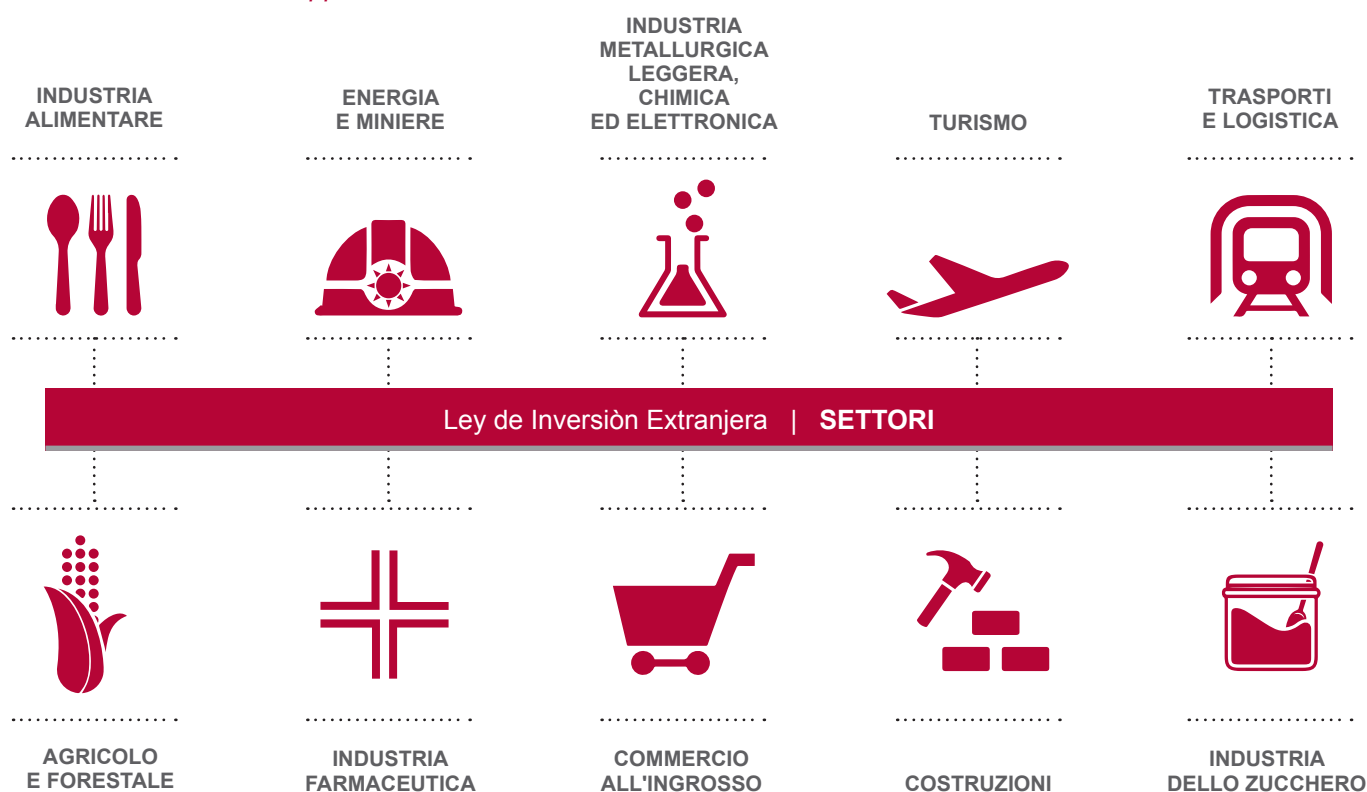 INDUSTRIA
ALIMENTARE
ENERGIA
E MINIERE
INDUSTRIA
METALLURGICA
LEGGERA,
CHIMICA
ED ELETTRONICA
TURISMO
TRASPORTI
E LOGISTICA
Ley de Inversiòn Extranjera | SETTORI
AGRICOLO
E FORESTALE
INDUSTRIA
FARMACEUTICA
COMMERCIO
ALL'INGROSSO
COSTRUZIONI
INDUSTRIA
DELLO ZUCCHERO